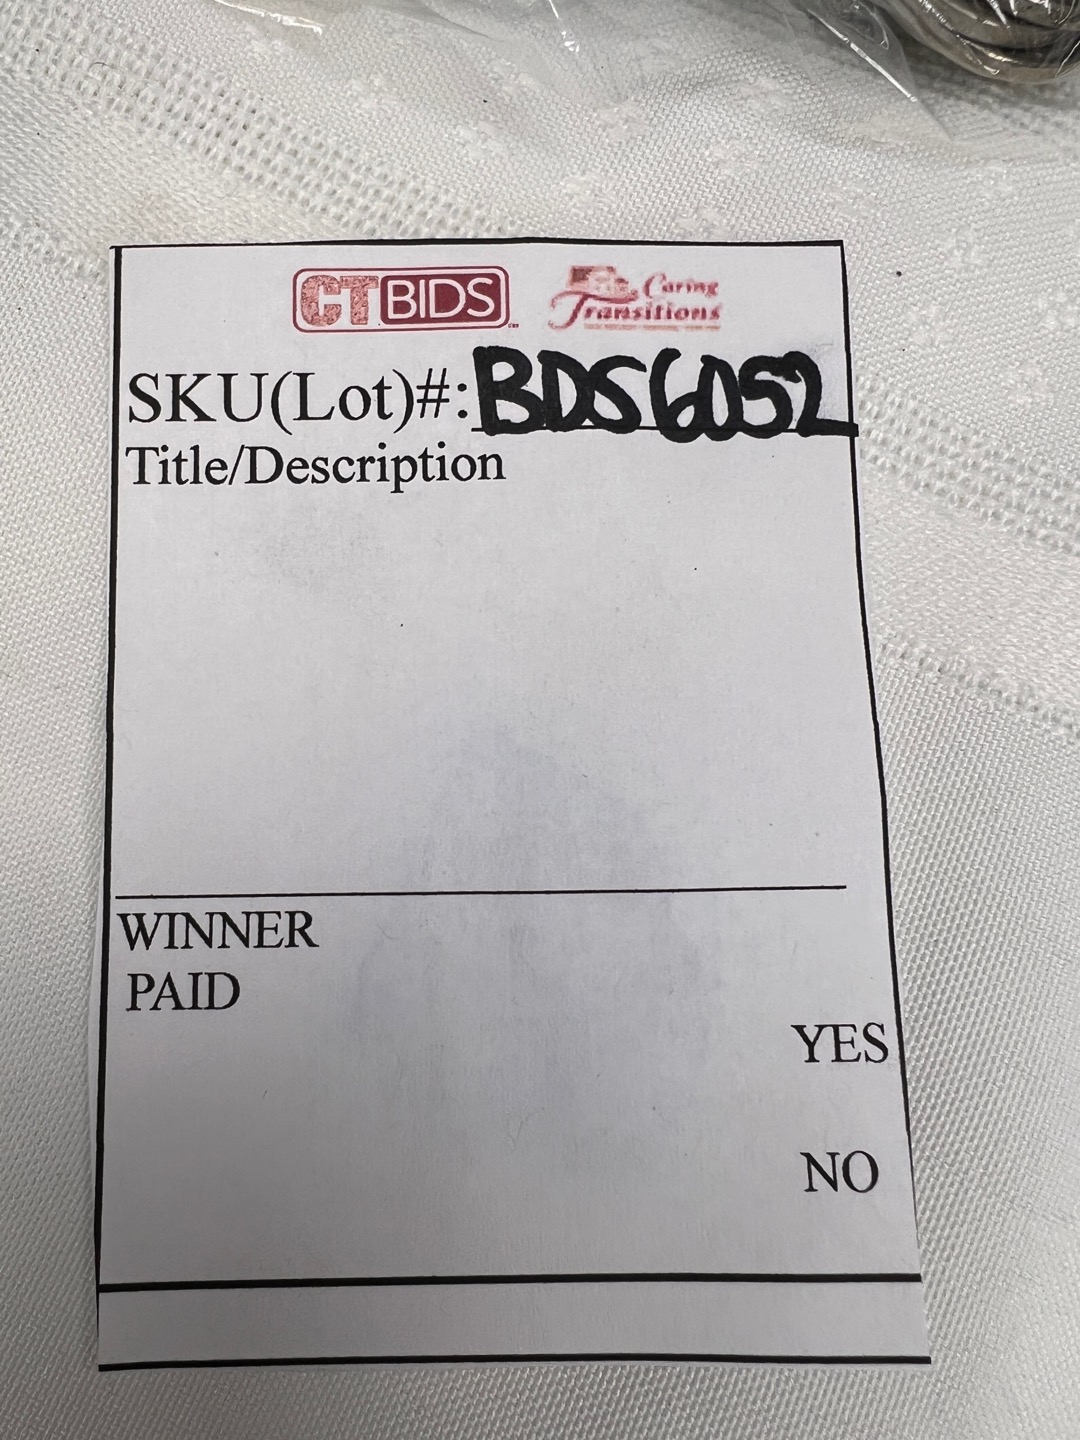 CTBIDS Caring Transitions
SKU(Lot)#: BDS6052
Title/Description
WINNER
PAID
YES
NO